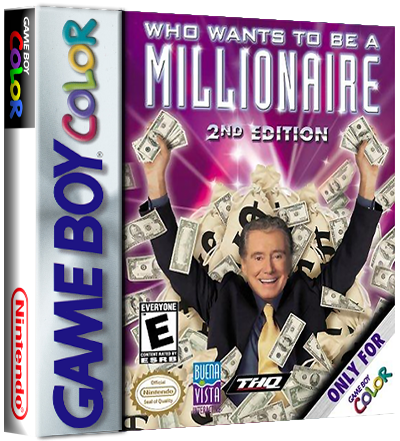 GAME BOY
COLOR
Nintendo
GAME BOY COLOR
WHO WANTS TO BE A
MILLIONAIRE
2ND EDITION
EVERYONE
E
CONTENT RATED BY
ESRB
Official
Nintendo
Seal of Quality
BUENA
VISTA
THQ
ONLY FOR
GAME BOY
COLOR